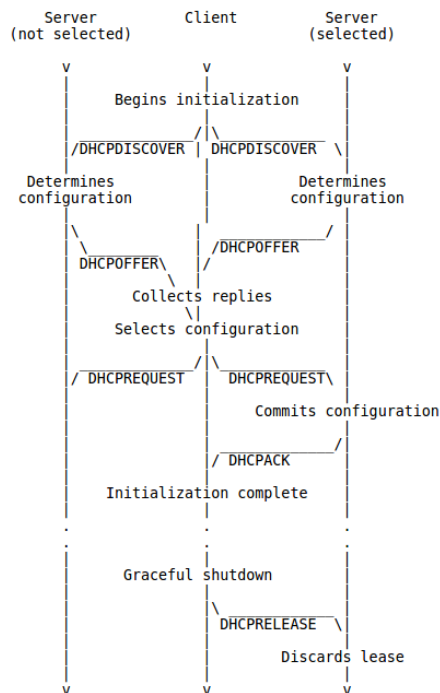 Server Client Server
(not selected) (selected)
v v v
Begins initialization
DHCPDISCOVER DHCPDISCOVER
Determines Determines
configuration configuration
DHCPOFFER
DHCPOFFER
Collects replies
Selects configuration
DHCPREQUEST DHCPREQUEST
Commits configuration
DHCPACK
Initialization complete
. . .
. . .
Graceful shutdown
DHCPRELEASE
Discards lease
v v v